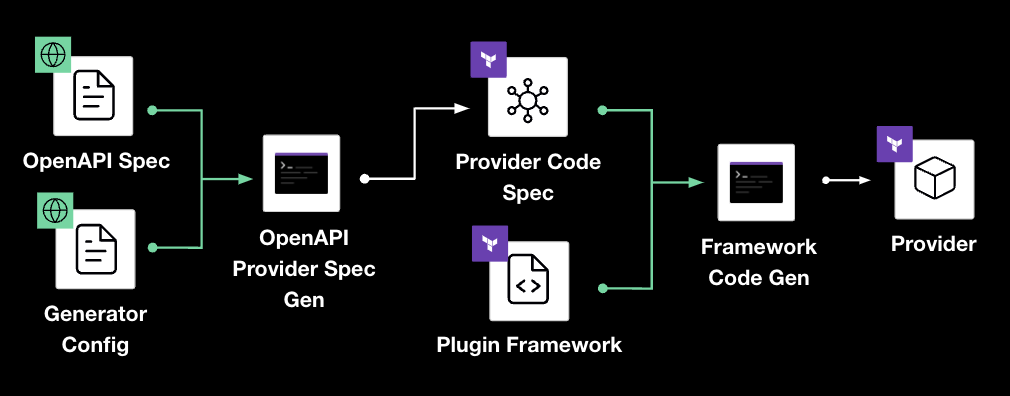 OpenAPI Spec
Generator
Config
OpenAPI
Provider Spec
Gen
Provider Code
Spec
Plugin Framework
Framework
Code Gen
Provider